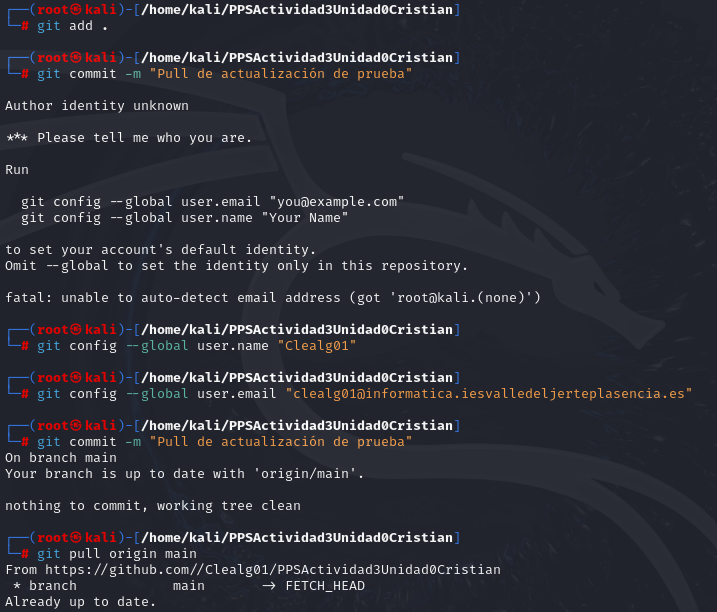 ┌──(root㉿kali)-[/home/kali/PPSActividad3Unidad0Cristian]
└─# git add .
┌──(root㉿kali)-[/home/kali/PPSActividad3Unidad0Cristian]
└─# git commit -m "Pull de actualización de prueba"
Author identity unknown
*** Please tell me who you are.
Run
git config --global user.email "you@example.com"
git config --global user.name "Your Name"
to set your account's default identity.
Omit --global to set the identity only in this repository.
fatal: unable to auto-detect email address (got 'root@kali.(none)')
┌──(root㉿kali)-[/home/kali/PPSActividad3Unidad0Cristian]
└─# git config --global user.name "Clealg01"
┌──(root㉿kali)-[/home/kali/PPSActividad3Unidad0Cristian]
└─# git config --global user.email "clealg01@informatica.iesvalledeljerteplasencia.es"
┌──(root㉿kali)-[/home/kali/PPSActividad3Unidad0Cristian]
└─# git commit -m "Pull de actualización de prueba"
On branch main
Your branch is up to date with 'origin/main'.
nothing to commit, working tree clean
┌──(root㉿kali)-[/home/kali/PPSActividad3Unidad0Cristian]
└─# git pull origin main
From https://github.com//Clealg01/PPSActividad3Unidad0Cristian
* branch main -> FETCH_HEAD
Already up to date.